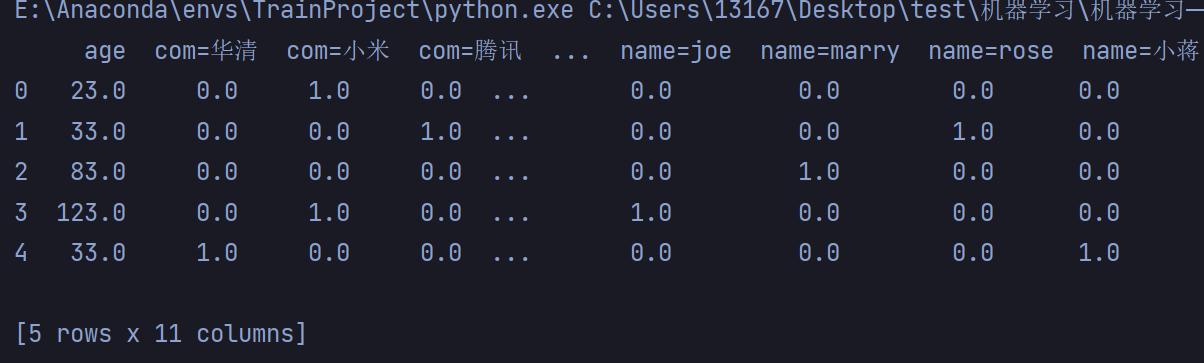 E:\Anaconda\envs\TrainProject\python.exe C:\Users\13167\Desktop\test\机器学习\机器学习—
age com=华清 com=小米 com=腾讯 ... name=joe name=marry name=rose name=小蒋
0 23.0 0.0 1.0 0.0 ... 0.0 0.0 0.0 0.0
1 33.0 0.0 0.0 1.0 ... 0.0 0.0 1.0 0.0
2 83.0 0.0 0.0 0.0 ... 0.0 1.0 0.0 0.0
3 123.0 0.0 1.0 0.0 ... 1.0 0.0 0.0 0.0
4 33.0 1.0 0.0 0.0 ... 0.0 0.0 0.0 1.0
[5 rows x 11 columns]